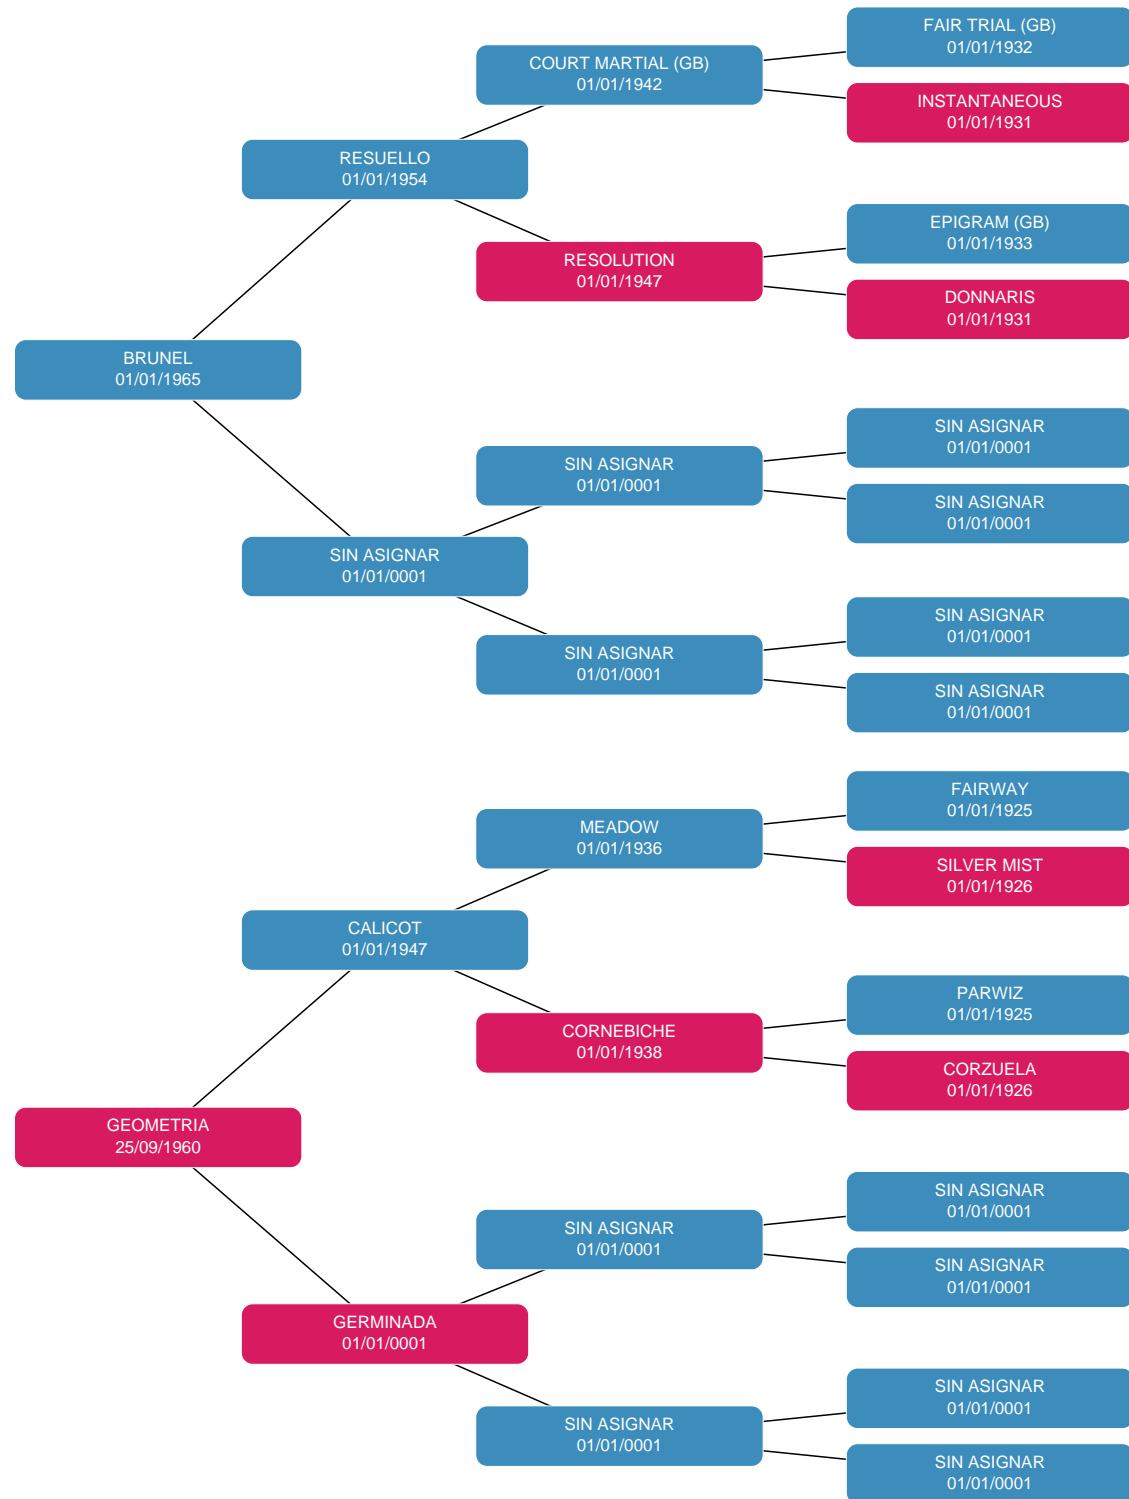 FAIR TRIAL (GB)
01/01/1932
COURT MARTIAL (GB)
01/01/1942
INSTANTANEOUS
01/01/1931
RESUELLO
01/01/1954
EPIGRAM (GB)
01/01/1933
RESOLUTION
01/01/1947
DONNARIS
01/01/1931
BRUNEL
01/01/1965
SIN ASIGNAR
01/01/0001
SIN ASIGNAR
01/01/0001
SIN ASIGNAR
01/01/0001
SIN ASIGNAR
01/01/0001
SIN ASIGNAR
01/01/0001
SIN ASIGNAR
01/01/0001
SIN ASIGNAR
01/01/0001
FAIRWAY
01/01/1925
MEADOW
01/01/1936
SILVER MIST
01/01/1926
CALICOT
01/01/1947
PARWIZ
01/01/1925
CORNEBICHE
01/01/1938
CORZUELA
01/01/1926
GEOMETRIA
25/09/1960
SIN ASIGNAR
01/01/0001
SIN ASIGNAR
01/01/0001
SIN ASIGNAR
01/01/0001
GERMINADA
01/01/0001
SIN ASIGNAR
01/01/0001
SIN ASIGNAR
01/01/0001
SIN ASIGNAR
01/01/0001